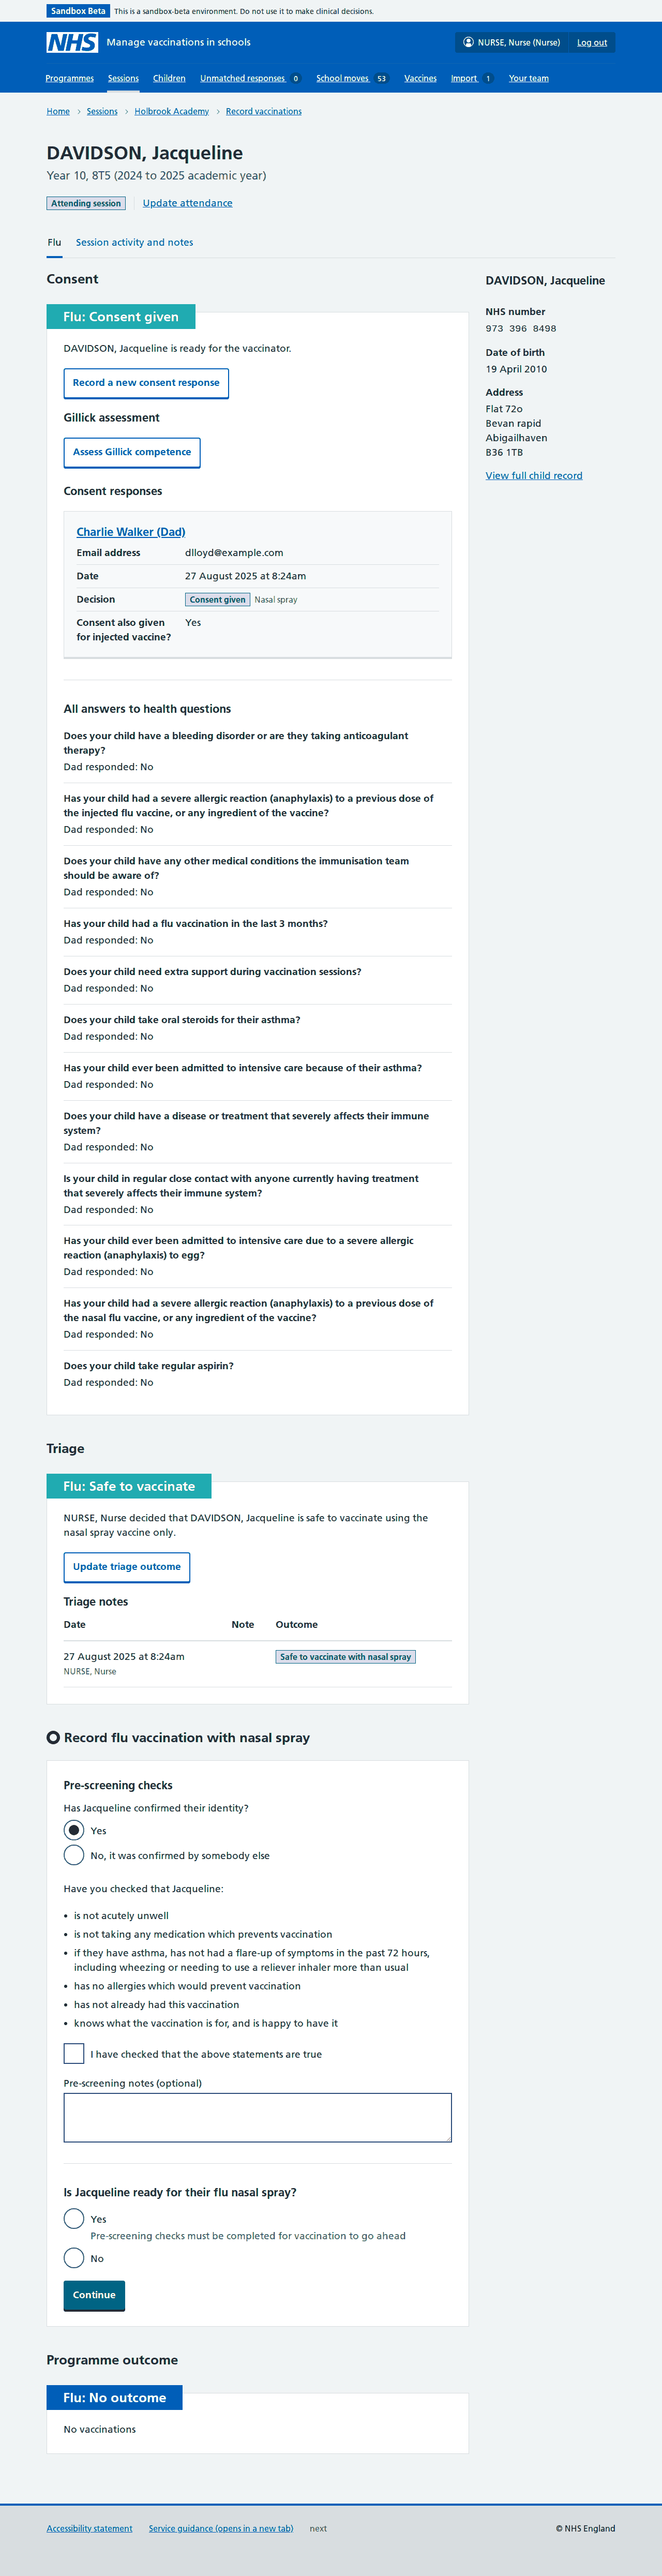 Sandbox Beta This is a sandbox-beta environment. Do not use it to make clinical decisions.
NHS Manage vaccinations in schools NURSE, Nurse (Nurse) Log out
Programmes Sessions Children Unmatched responses 0 School moves 53 Vaccines Import 1 Your team
Home Sessions Holbrook Academy Record vaccinations
DAVIDSON, Jacqueline
Year 10, 8T5 (2024 to 2025 academic year)
Attending session Update attendance
Flu Session activity and notes
Consent
Flu: Consent given
DAVIDSON, Jacqueline is ready for the vaccinator.
Record a new consent response
Gillick assessment
Assess Gillick competence
Consent responses
Charlie Walker (Dad)
Email address dlloyd@example.com
Date 27 August 2025 at 8:24am
Decision Consent given Nasal spray
Consent also given Yes
for injected vaccine?
All answers to health questions
Does your child have a bleeding disorder or are they taking anticoagulant
therapy?
Dad responded: No
Has your child had a severe allergic reaction (anaphylaxis) to a previous dose of
the injected flu vaccine, or any ingredient of the vaccine?
Dad responded: No
Does your child have any other medical conditions the immunisation team
should be aware of?
Dad responded: No
Has your child had a flu vaccination in the last 3 months?
Dad responded: No
Does your child need extra support during vaccination sessions?
Dad responded: No
Does your child take oral steroids for their asthma?
Dad responded: No
Has your child ever been admitted to intensive care because of their asthma?
Dad responded: No
Does your child have a disease or treatment that severely affects their immune
system?
Dad responded: No
Is your child in regular close contact with anyone currently having treatment
that severely affects their immune system?
Dad responded: No
Has your child ever been admitted to intensive care due to a severe allergic
reaction (anaphylaxis) to egg?
Dad responded: No
Has your child had a severe allergic reaction (anaphylaxis) to a previous dose of
the nasal flu vaccine, or any ingredient of the vaccine?
Dad responded: No
Does your child take regular aspirin?
Dad responded: No
DAVIDSON, Jacqueline
NHS number
973 396 8498
Date of birth
19 April 2010
Address
Flat 72o
Bevan rapid
Abigailhaven
B36 1TB
View full child record
Triage
Flu: Safe to vaccinate
NURSE, Nurse decided that DAVIDSON, Jacqueline is safe to vaccinate using the
nasal spray vaccine only.
Update triage outcome
Triage notes
Date Note Outcome
27 August 2025 at 8:24am Safe to vaccinate with nasal spray
NURSE, Nurse
Record flu vaccination with nasal spray
Pre-screening checks
Has Jacqueline confirmed their identity?
Yes
No, it was confirmed by somebody else
Have you checked that Jacqueline:
• is not acutely unwell
• is not taking any medication which prevents vaccination
• if they have asthma, has not had a flare-up of symptoms in the past 72 hours,
including wheezing or needing to use a reliever inhaler more than usual
• has no allergies which would prevent vaccination
• has not already had this vaccination
• knows what the vaccination is for, and is happy to have it
I have checked that the above statements are true
Pre-screening notes (optional)
Is Jacqueline ready for their flu nasal spray?
Yes
Pre-screening checks must be completed for vaccination to go ahead
No
Continue
Programme outcome
Flu: No outcome
No vaccinations
Accessibility statement Service guidance (opens in a new tab) next © NHS England